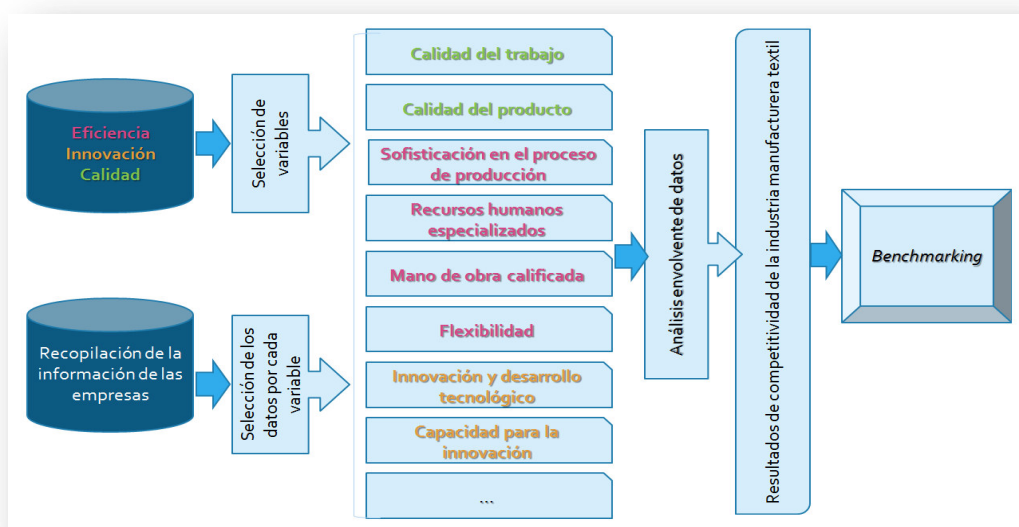 Eficiencia
Innovación
Calidad
Selección de
variables
Recopilación de la
información de las
empresas
Selección de los
datos por cada
variable
Calidad del trabajo
Calidad del producto
Sofisticación en el proceso
de producción
Recursos humanos
especializados
Mano de obra calificada
Flexibilidad
Innovación y desarrollo
tecnológico
Capacidad para la
innovación
...
Análisis envolvente de datos
Resultados de competitividad de la industria manufacturera textil
Benchmarking